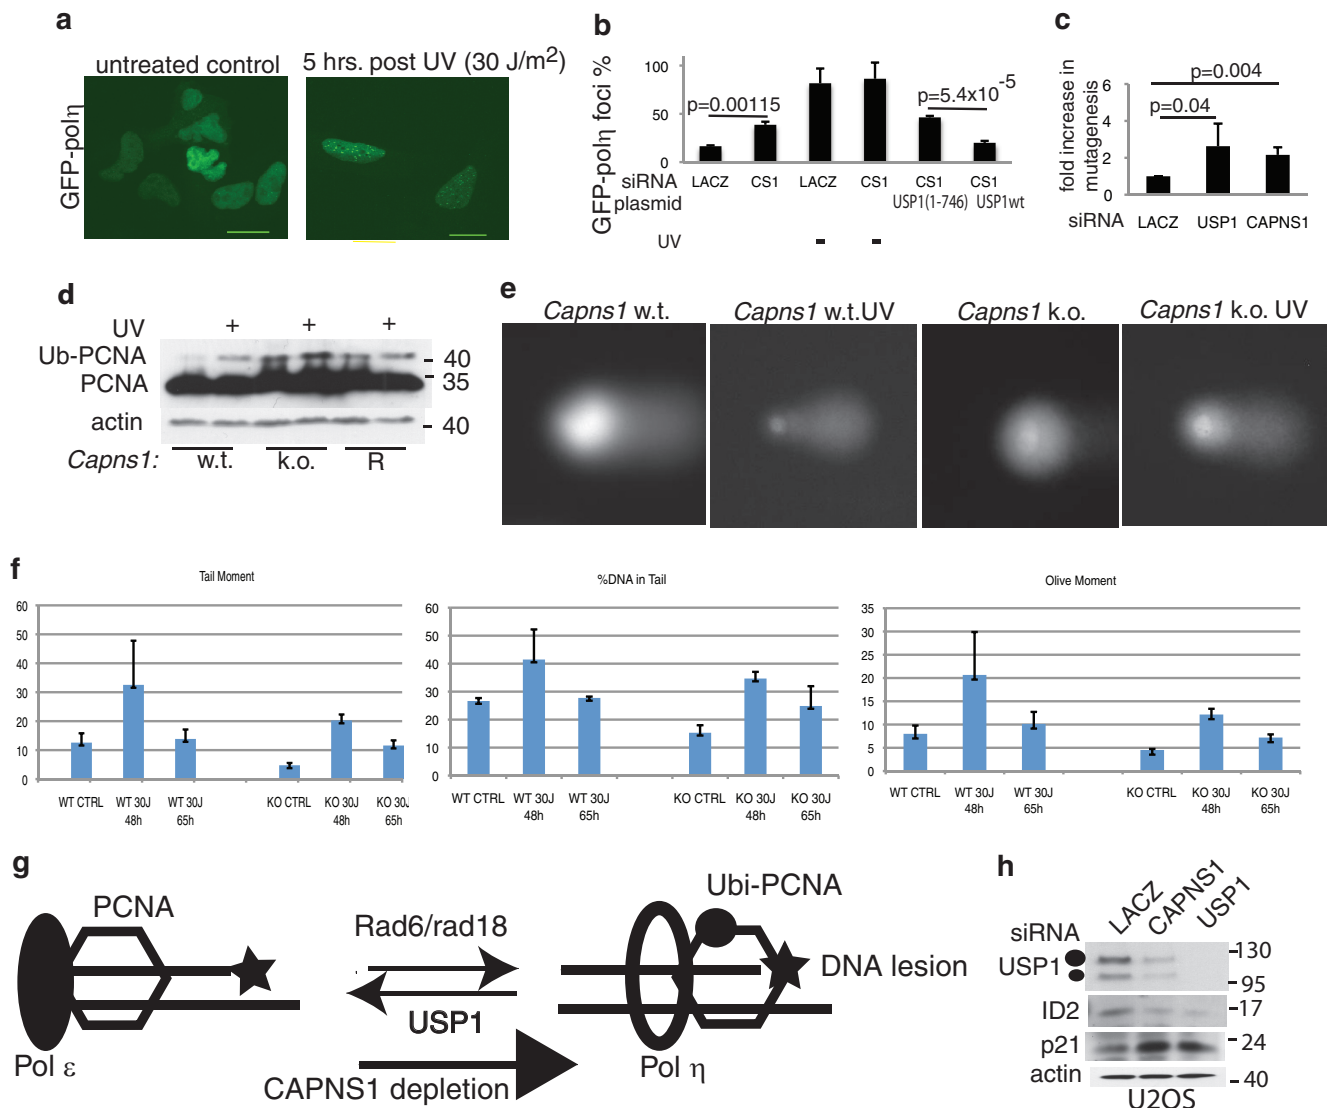 a
untreated control
5 hrs. post UV (30 J/m2)
GFP-polη
b
GFP-polη foci %
100
50
0
p=0.00115
p=5.4x10-5
siRNA LACZ CS1 LACZ CS1 CS1 CS1
plasmid USP1(1-746) USP1wt
UV - -
c
fold increase in
mutagenesis
6
4
2
0
p=0.004
p=0.04
siRNA LACZ USP1 CAPNS1
d
UV + + +
Ub-PCNA 40
PCNA 35
actin 40
Capns1: w.t. k.o. R
e
Capns1 w.t.
Capns1 w.t.UV
Capns1 k.o.
Capns1 k.o. UV
f
Tail Moment
60
50
40
30
20
10
0
WT CTRL WT 30J 48h WT 30J 65h KO CTRL KO 30J 48h KO 30J 65h
%DNA in Tail
60
50
40
30
20
10
0
WT CTRL WT 30J 48h WT 30J 65h KO CTRL KO 30J 48h KO 30J 65h
Olive Moment
35
30
25
20
15
10
5
0
WT CTRL WT 30J 48h WT 30J 65h KO CTRL KO 30J 48h KO 30J 65h
g
PCNA
Pol ε
Rad6/rad18
USP1
CAPNS1 depletion
Ubi-PCNA
DNA lesion
Pol η
h
siRNA LACZ CAPNS1 USP1
USP1 130
95
ID2 17
p21 24
actin 40
U2OS